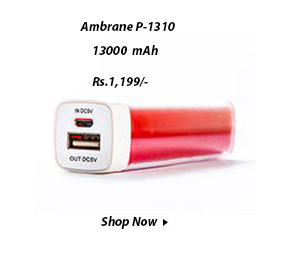 Ambrane P-1310
13000 mAh
Rs.1,199/-
IN DC5V
OUT DC5V
Shop Now